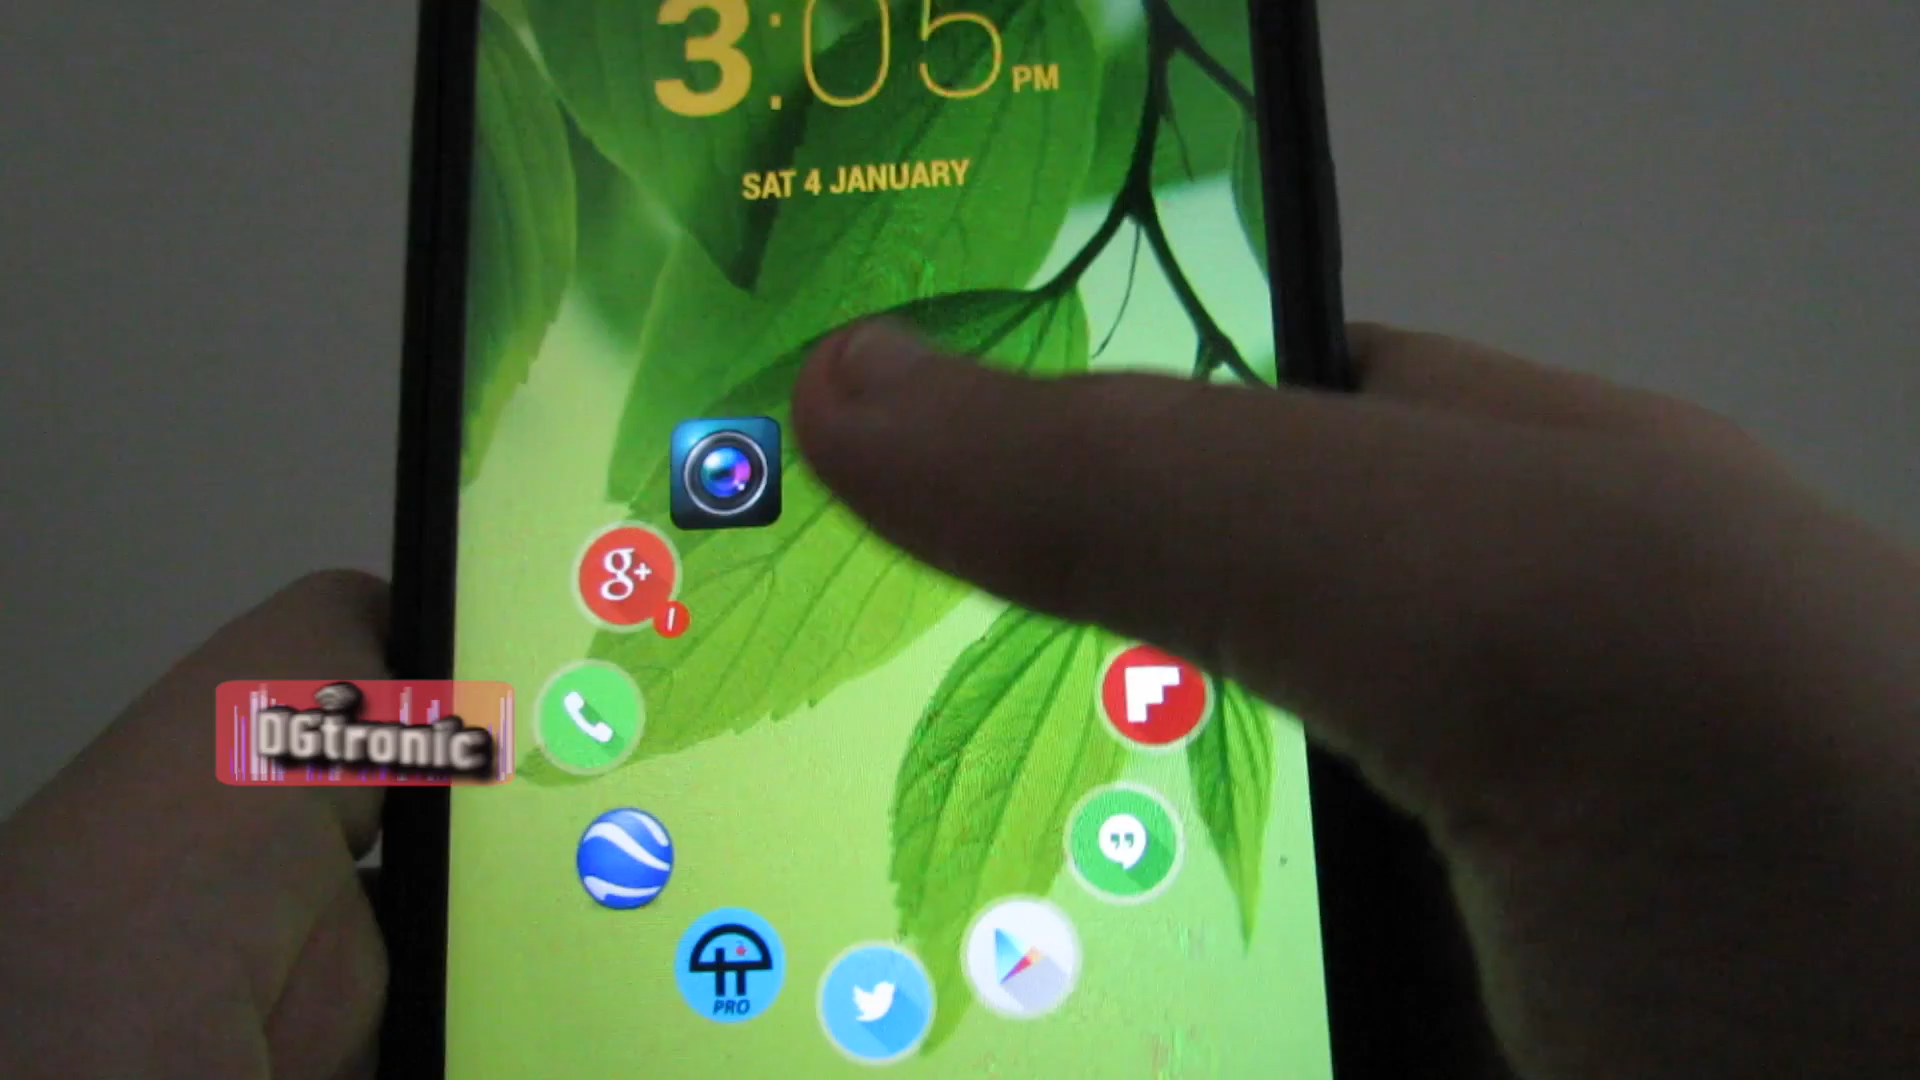 3:05 PM
SAT 4 JANUARY
g+
DGtronic
PRO